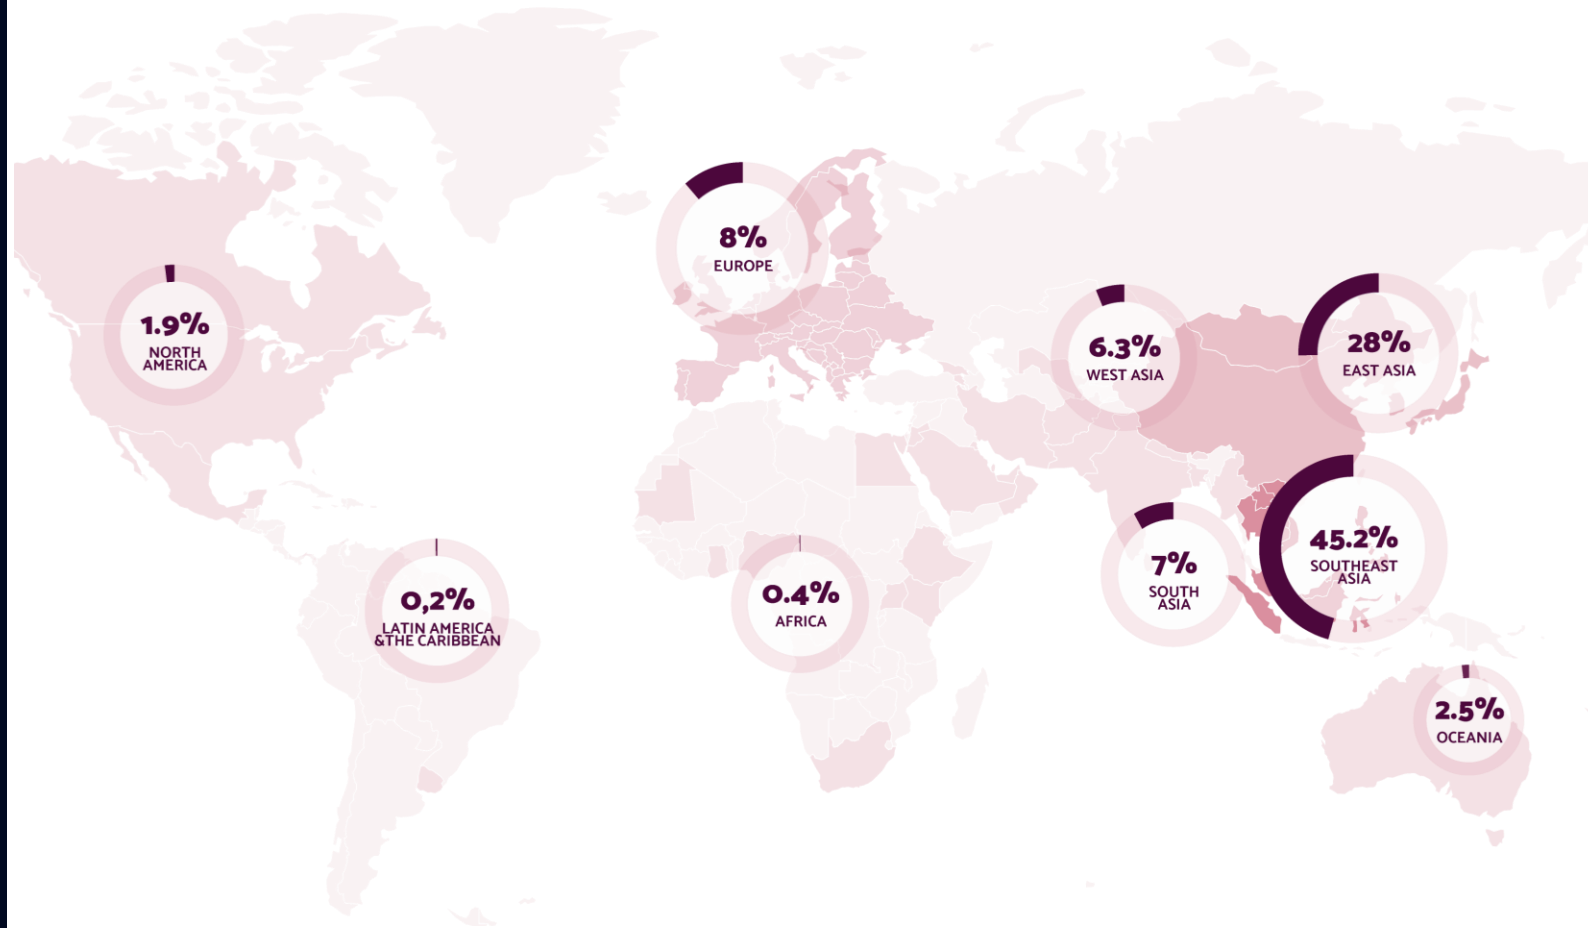 8%
EUROPE
1.9%
NORTH
AMERICA
6.3%
WEST ASIA
28%
EAST ASIA
45.2%
SOUTHEAST
ASIA
7%
SOUTH
ASIA
0,2%
LATIN AMERICA
&THE CARIBBEAN
0.4%
AFRICA
2.5%
OCEANIA